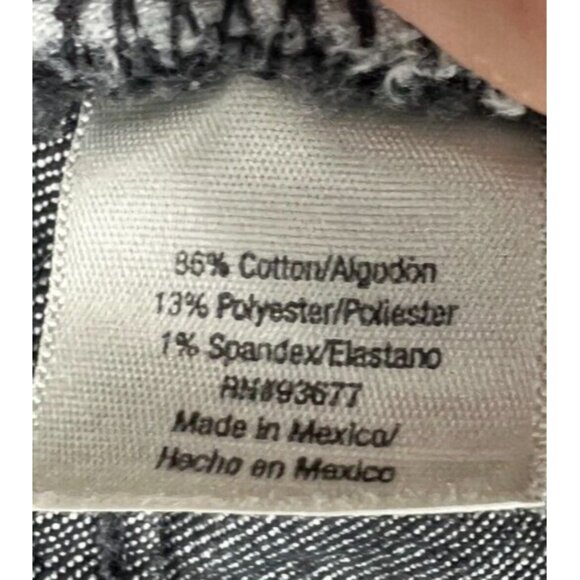 86% Cotton/Algodón
13% Polyester/Poliester
1% Spandex/Elastano
RN#93677
Made in Mexico/
Hecho en Mexico